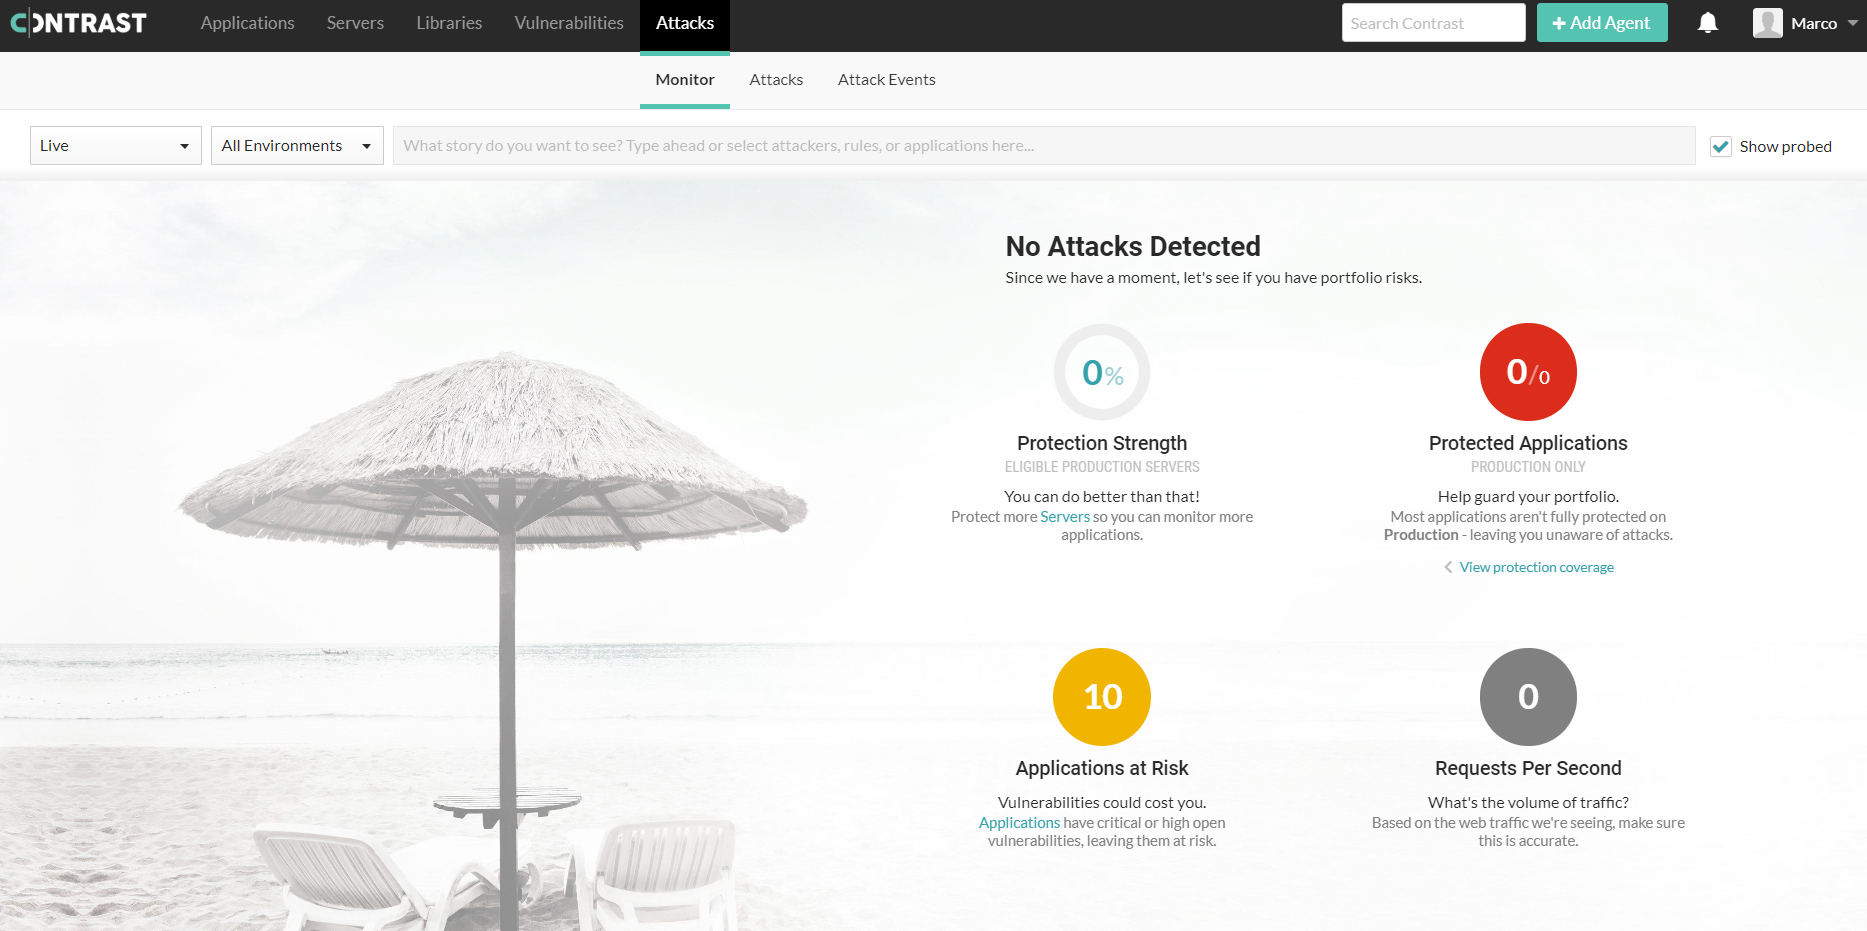 CONTRAST
Applications Servers Libraries Vulnerabilities Attacks
Search Contrast
+ Add Agent
Marco
Monitor Attacks Attack Events
Live
All Environments
What story do you want to see? Type ahead or select attackers, rules, or applications here...
Show probed
No Attacks Detected
Since we have a moment, let's see if you have portfolio risks.
0%
Protection Strength
ELIGIBLE PRODUCTION SERVERS
You can do better than that!
Protect more Servers so you can monitor more
applications.
0/0
Protected Applications
PRODUCTION ONLY
Help guard your portfolio.
Most applications aren't fully protected on
Production - leaving you unaware of attacks.
View protection coverage
10
Applications at Risk
Vulnerabilities could cost you.
Applications have critical or high open
vulnerabilities, leaving them at risk.
0
Requests Per Second
What's the volume of traffic?
Based on the web traffic we're seeing, make sure
this is accurate.